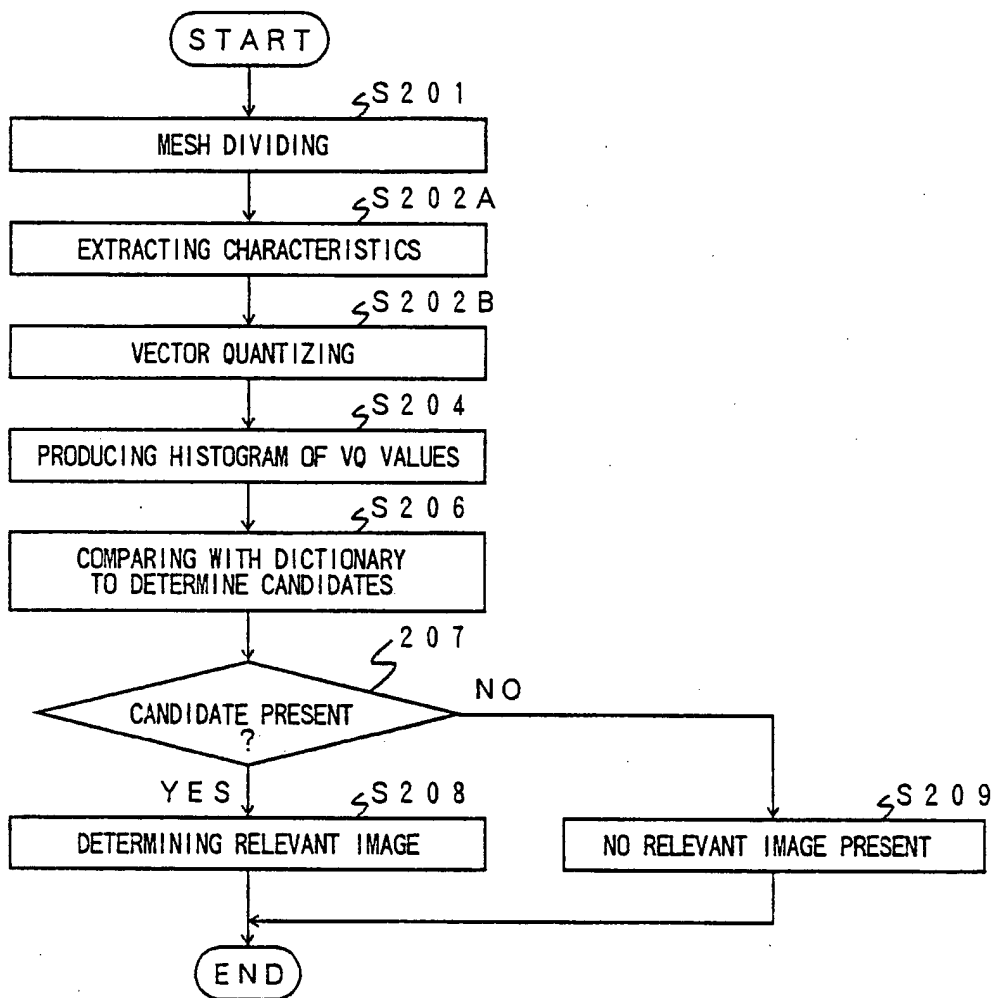 START
S201
MESH DIVIDING
S202A
EXTRACTING CHARACTERISTICS
S202B
VECTOR QUANTIZING
S204
PRODUCING HISTOGRAM OF VQ VALUES
S206
COMPARING WITH DICTIONARY
TO DETERMINE CANDIDATES
207
CANDIDATE PRESENT
?
NO
YES
S208
DETERMINING RELEVANT IMAGE
S209
NO RELEVANT IMAGE PRESENT
END